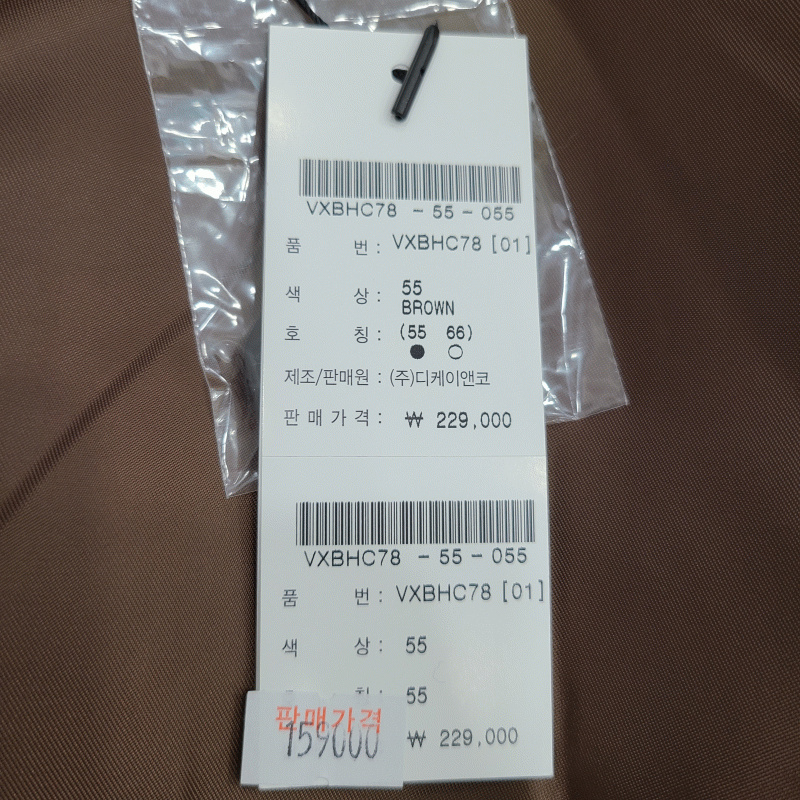 VXBHC78 - 55 - 055
품 번 : VXBHC78 [01]
색 상 : 55
BROWN
호 칭 : (55 66)
제조/판매원 : (주)디케이앤코
판 매 가 격 : ₩ 229,000
VXBHC78 - 55 - 055
품 번 : VXBHC78 [01]
색 상 : 55
칭 : 55
₩ 229,000
판매가격
159000